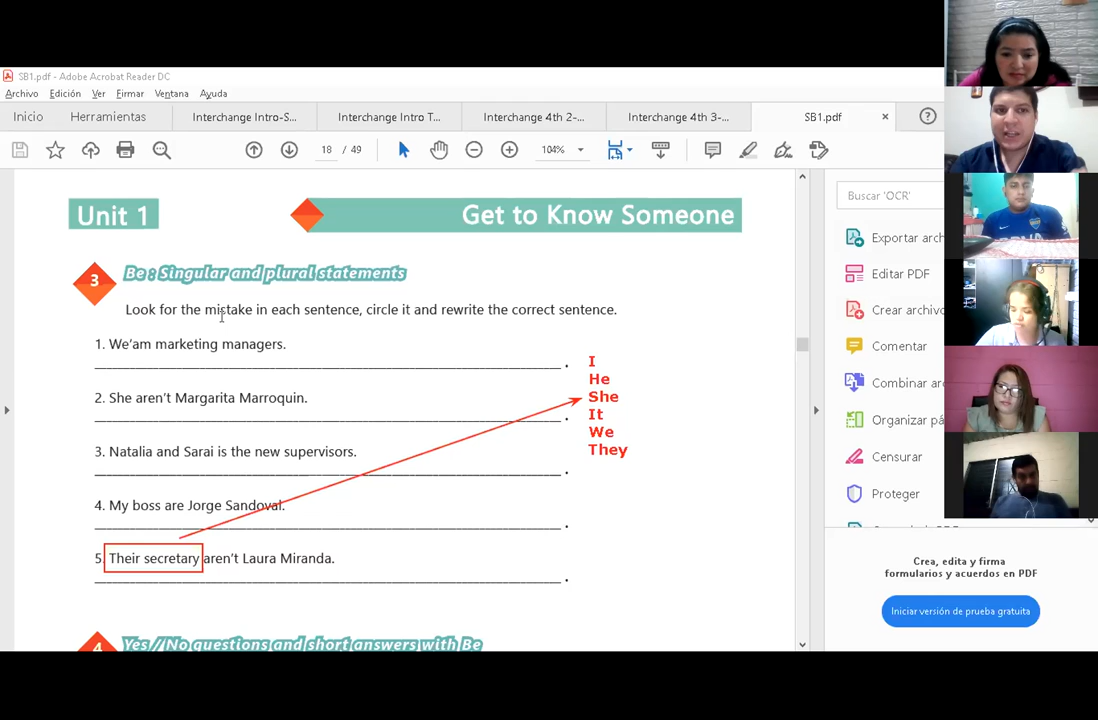 SB1.pdf - Adobe Acrobat Reader DC
Archivo Edición Ver Firmar Ventana Ayuda
Inicio Herramientas Interchange Intro-S... Interchange Intro T... Interchange 4th 2-... Interchange 4th 3-... SB1.pdf
18 / 49 104%
Unit 1 Get to Know Someone
3 Be : Singular and plural statements
Look for the mistake in each sentence, circle it and rewrite the correct sentence.
1. We'am marketing managers.
2. She aren't Margarita Marroquin.
3. Natalia and Sarai is the new supervisors.
4. My boss are Jorge Sandoval.
5. Their secretary aren't Laura Miranda.
I
He
She
It
We
They
4 Yes / No questions and short answers with Be
Buscar 'OCR'
Exportar arch
Editar PDF
Crear archivo
Comentar
Combinar arc
Organizar pá
Censurar
Proteger
Crea, edita y firma
formularios y acuerdos en PDF
Iniciar versión de prueba gratuita